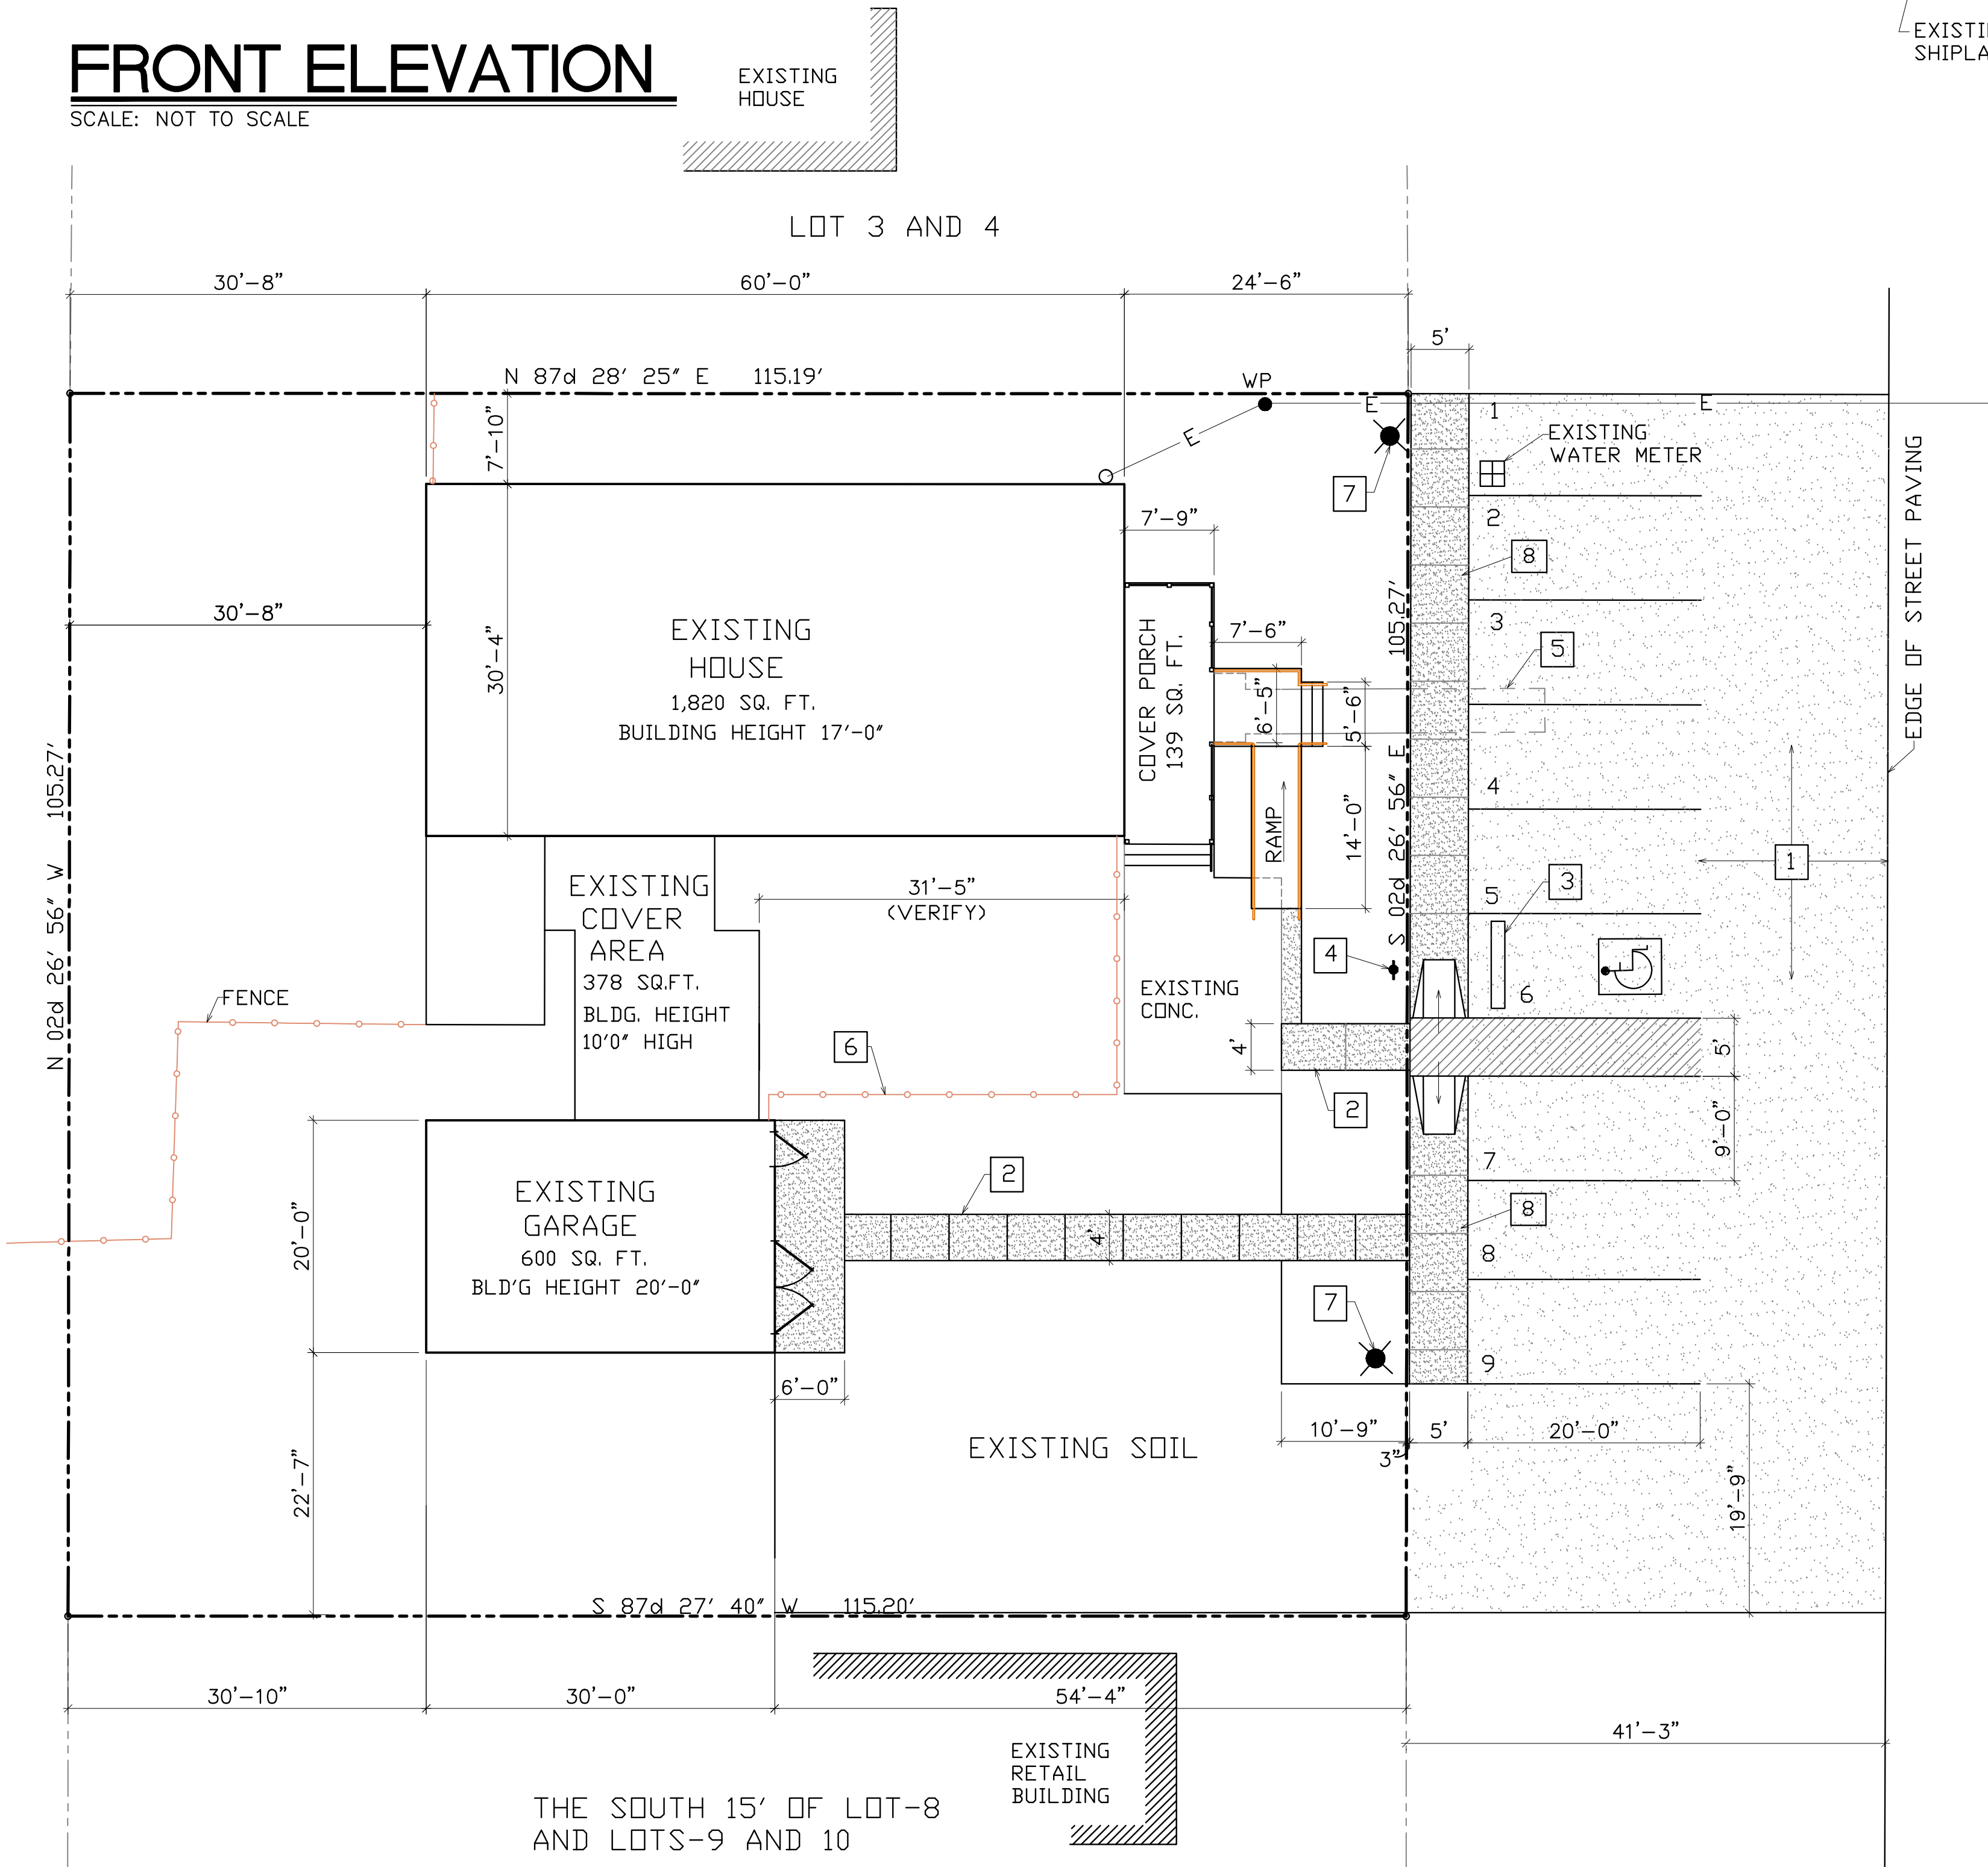 FRONT ELEVATION
SCALE: NOT TO SCALE
EXISTING
HOUSE
SHIPLA
LOT 3 AND 4
30'-8"
60'-0"
24'-6"
5'
N 87d 28' 25" E 115.19'
WP
E
E
E
7'-10"
1
EXISTING
WATER METER
7
2
7'-9"
8
EDGE OF STREET PAVING
30'-8"
30'-4"
EXISTING
HOUSE
1,820 SQ. FT.
BUILDING HEIGHT 17'-0"
COVER PORCH
139 SQ. FT.
7'-6"
6'-5"
5'-6"
105.27'
3
5
N 02d 26' 56" W 105.27'
S 02d 26' 56" E
4
RAMP
14'-0"
1
EXISTING
COVER
AREA
378 SQ.FT.
BLDG. HEIGHT
10'0" HIGH
31'-5"
(VERIFY)
5
3
4
6
EXISTING
CONC.
FENCE
6
4'
5'
2
9'-0"
7
2
20'-0"
EXISTING
GARAGE
600 SQ. FT.
BLD'G HEIGHT 20'-0"
4'
8
8
7
9
6'-0"
10'-9"
5'
20'-0"
3"
EXISTING SOIL
22'-7"
19'-9"
S 87d 27' 40" W 115.20'
30'-10"
30'-0"
54'-4"
41'-3"
EXISTING
RETAIL
BUILDING
THE SOUTH 15' OF LOT-8
AND LOTS-9 AND 10